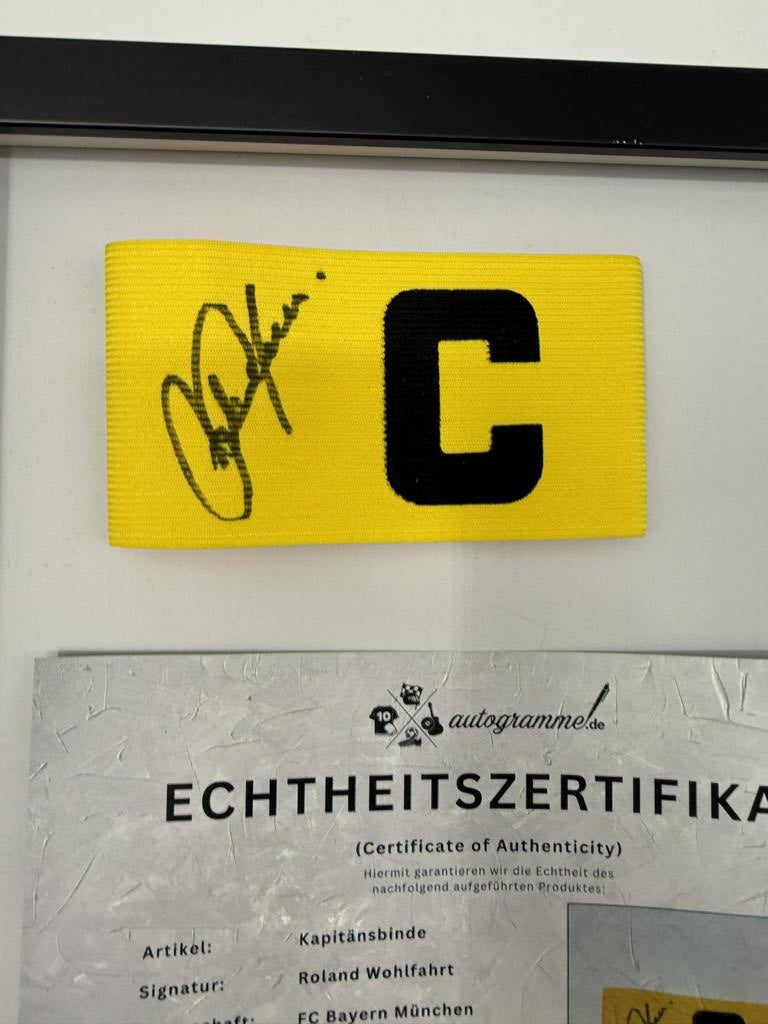 C
10
autogramme.de
ECHTHEITSZERTIFIKA
(Certificate of Authenticity)
Hiermit garantieren wir die Echtheit des
nachfolgend aufgeführten Produktes:
Artikel: Kapitänsbinde
Signatur: Roland Wohlfahrt
FC Bayern München